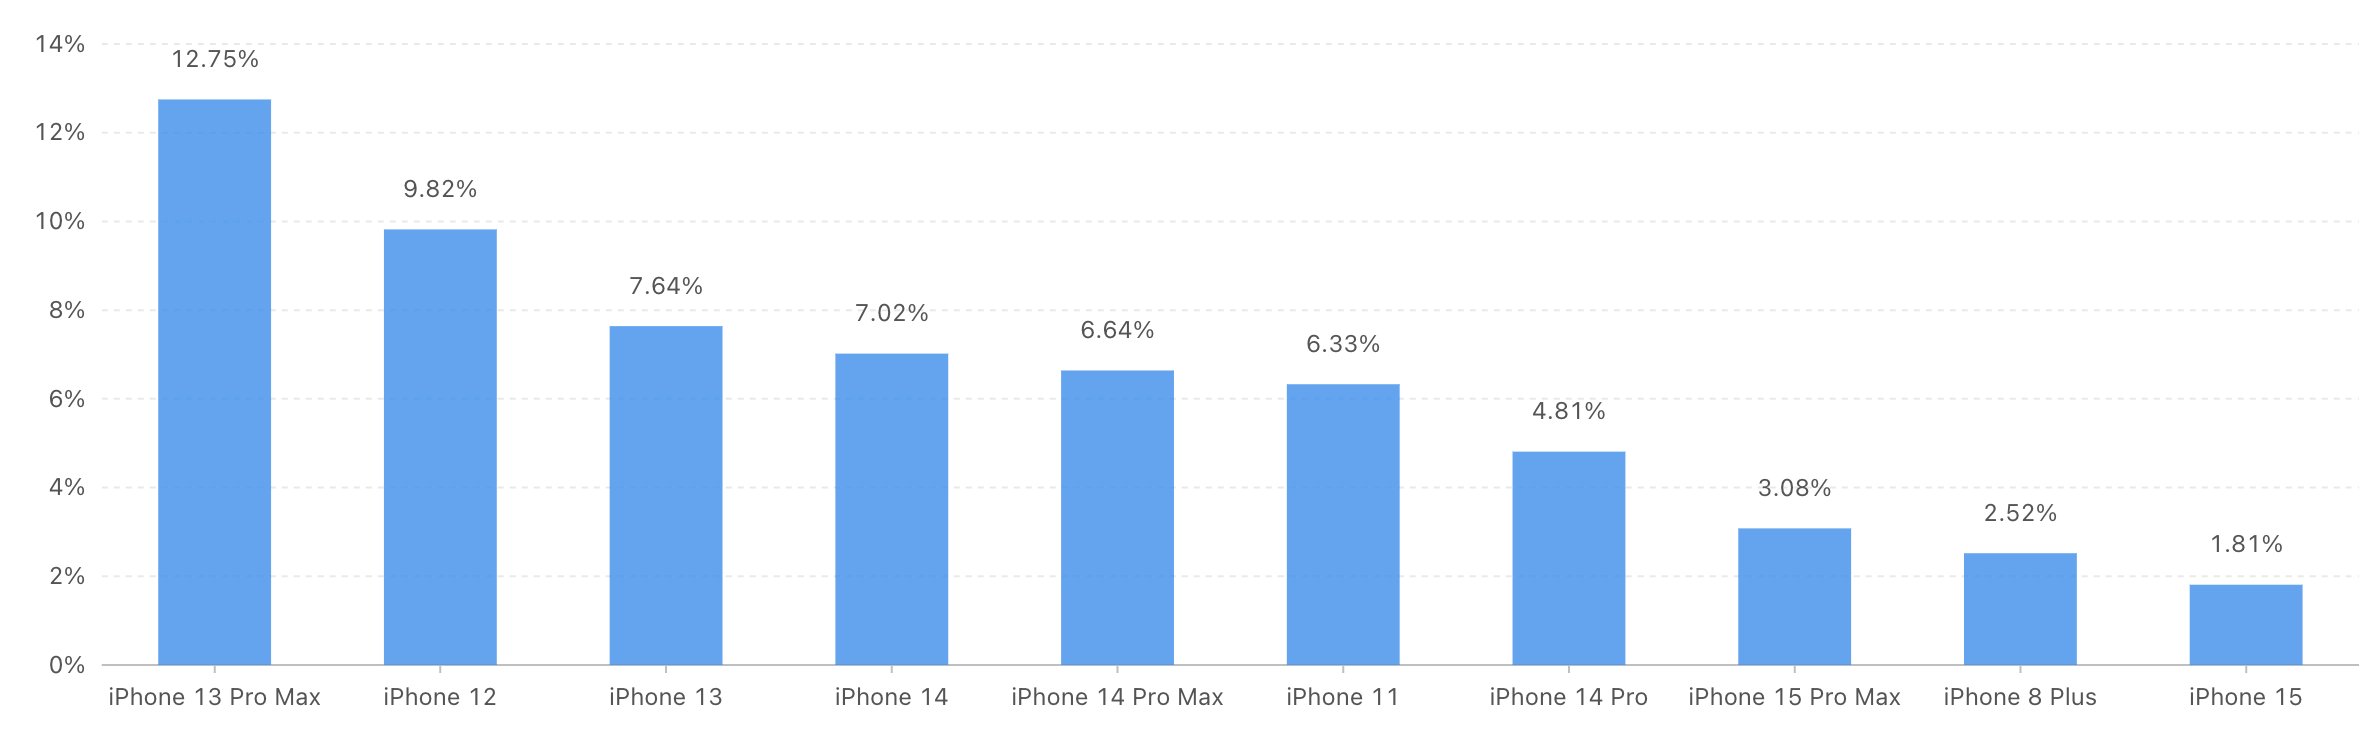 14%
12%
10%
8%
6%
4%
2%
0%
12.75%
9.82%
7.64%
7.02%
6.64%
6.33%
4.81%
3.08%
2.52%
1.81%
iPhone 13 Pro Max
iPhone 12
iPhone 13
iPhone 14
iPhone 14 Pro Max
iPhone 11
iPhone 14 Pro
iPhone 15 Pro Max
iPhone 8 Plus
iPhone 15